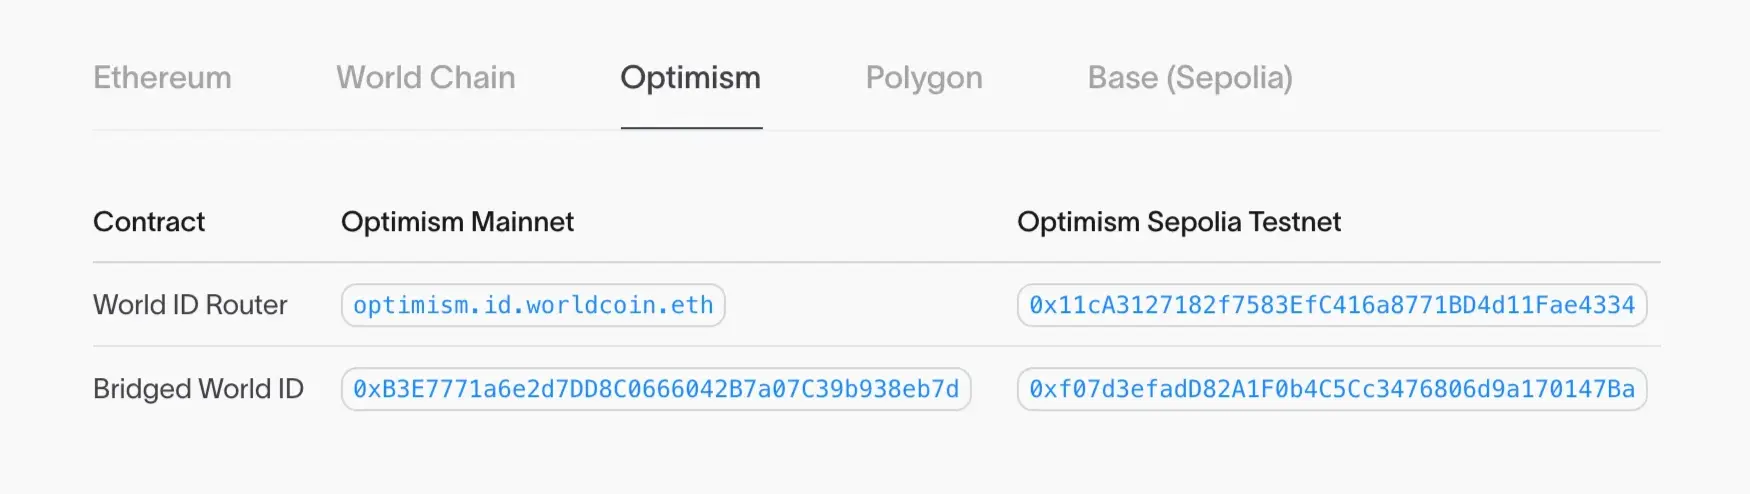 Ethereum World Chain Optimism Polygon Base (Sepolia)
Contract Optimism Mainnet Optimism Sepolia Testnet
World ID Router optimism.id.worldcoin.eth 0x11cA3127182f7583EfC416a8771BD4d11Fae4334
Bridged World ID 0xB3E7771a6e2d7DD8C0666042B7a07C39b938eb7d 0xf07d3efadD82A1F0b4C5Cc3476806d9a170147Ba